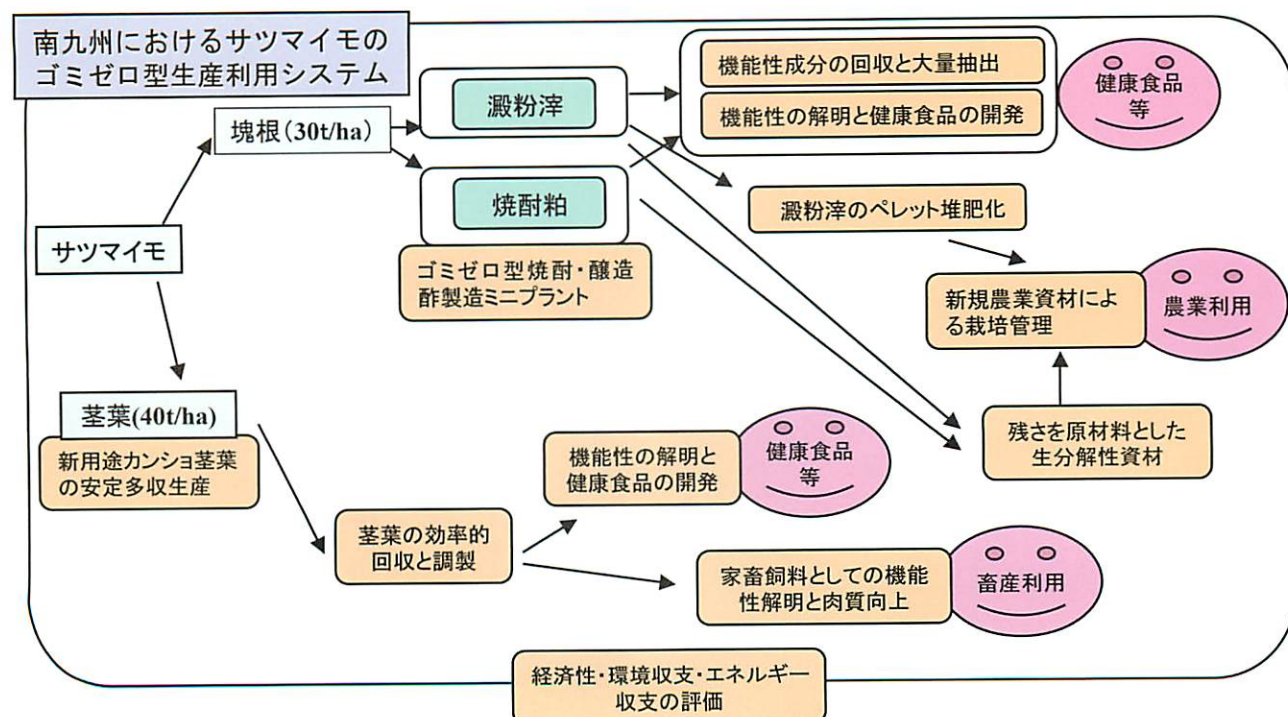 南九州におけるサツマイモの
ゴミゼロ型生産利用システム
サツマイモ
塊根(30t/ha)
澱粉滓
焼酎粕
ゴミゼロ型焼酎・醸造
酢製造ミニプラント
機能性成分の回収と大量抽出
機能性の解明と健康食品の開発
健康食品
等
澱粉滓のペレット堆肥化
新規農業資材によ
る栽培管理
農業利用
残さを原材料とした
生分解性資材
茎葉(40t/ha)
新用途カンショ茎葉
の安定多収生産
茎葉の効率的
回収と調製
機能性の解明と
健康食品の開発
健康食品
等
家畜飼料としての機能
性解明と肉質向上
畜産利用
経済性・環境収支・エネルギー
収支の評価